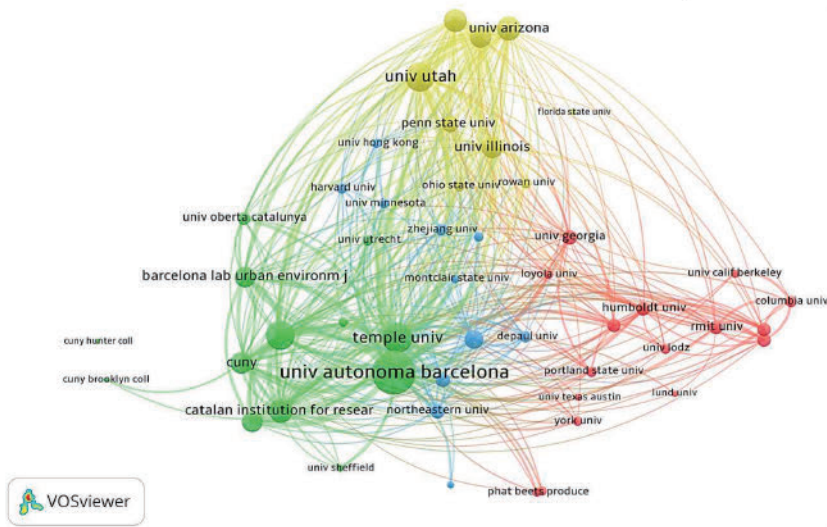 univ arizona
univ utah
florida state univ
penn state univ
univ hong kong
univ illinois
harvard univ
ohio state univ
rowan univ
univ minnesota
univ oberta catalunya
zhejiang univ
univ georgia
univ utrecht
barcelona lab urban environm j
montclair state univ
loyola univ
univ calif berkeley
columbia univ
humboldt univ
rmit univ
cuny hunter coll
temple univ
depaul univ
univ lodz
cuny
univ autonoma barcelona
portland state univ
cuny brooklyn coll
univ texas austin
lund univ
catalan institution for resear
northeastern univ
york univ
univ sheffield
phat beets produce
VOSviewer